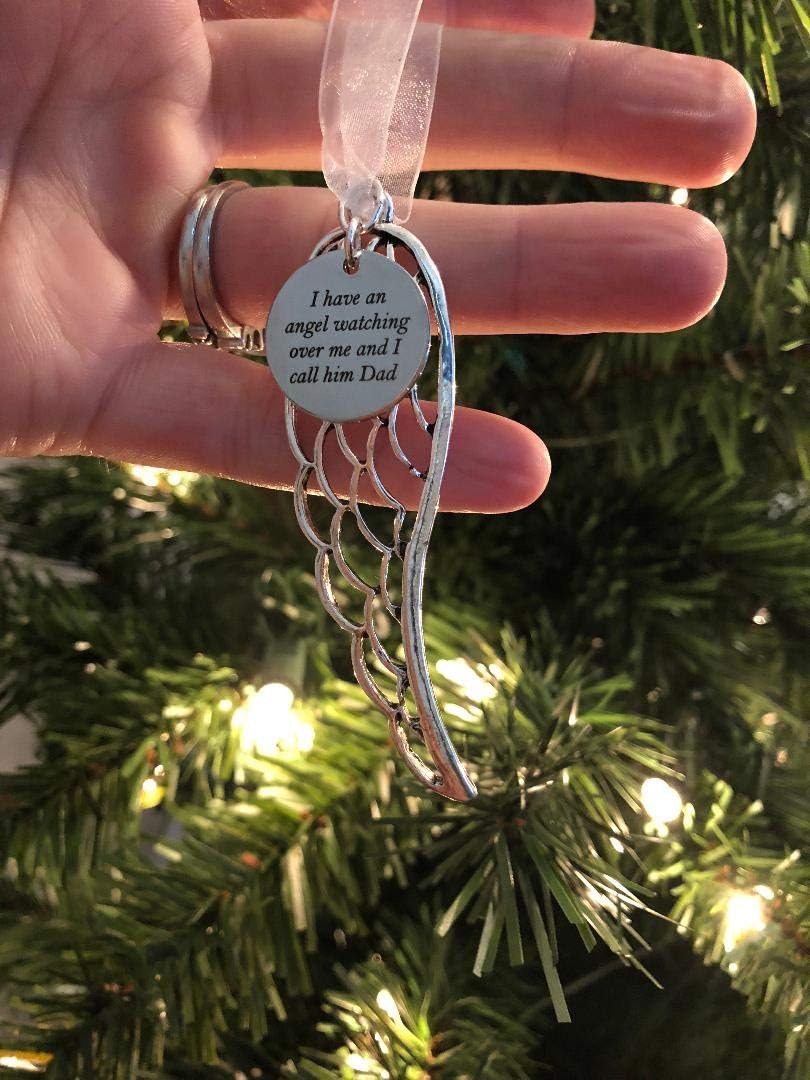 I have an
angel watching
over me and I
call him Dad